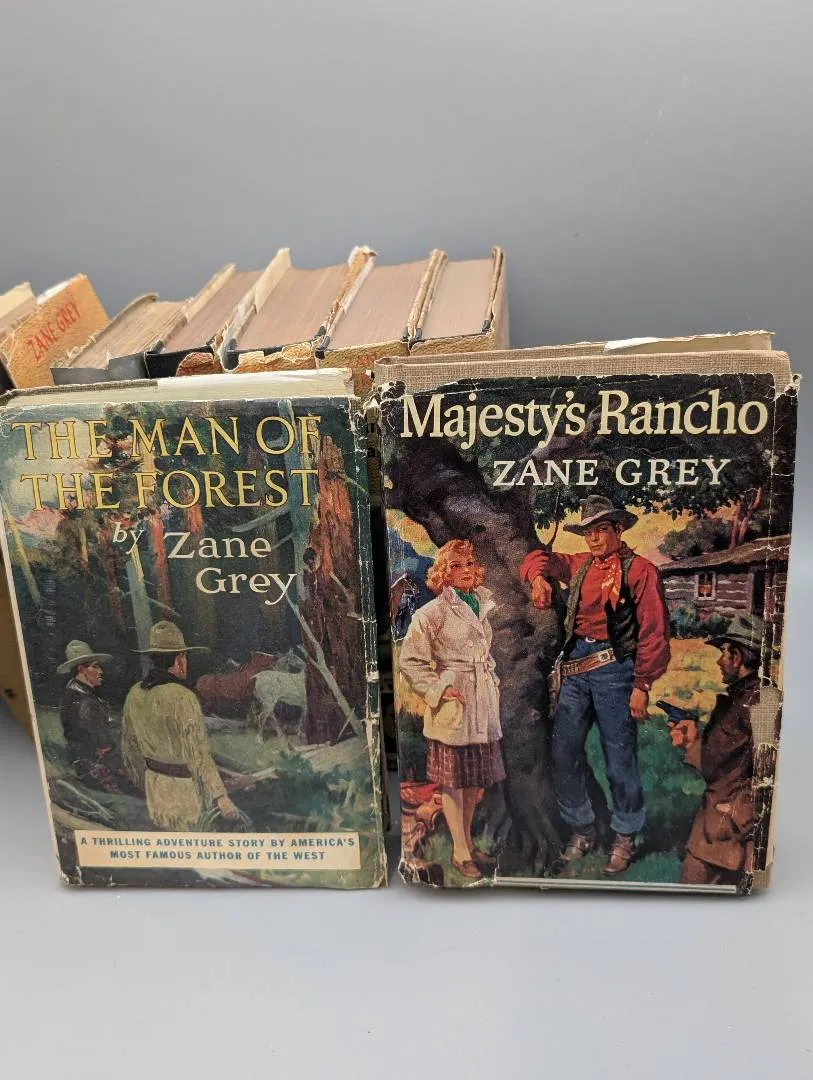 ZANE GREY
THE MAN OF
THE FOREST
by Zane
Grey
A THRILLING ADVENTURE STORY BY AMERICA'S
MOST FAMOUS AUTHOR OF THE WEST
Majesty's Rancho
ZANE GREY